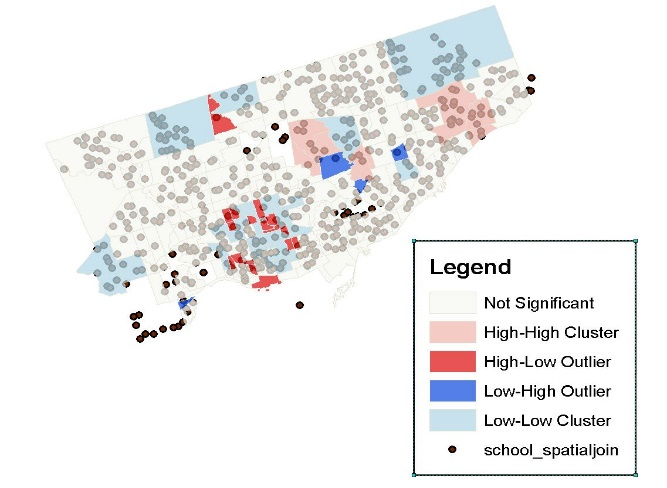 Legend
Not Significant
High-High Cluster
High-Low Outlier
Low-High Outlier
Low-Low Cluster
school_spatialjoin